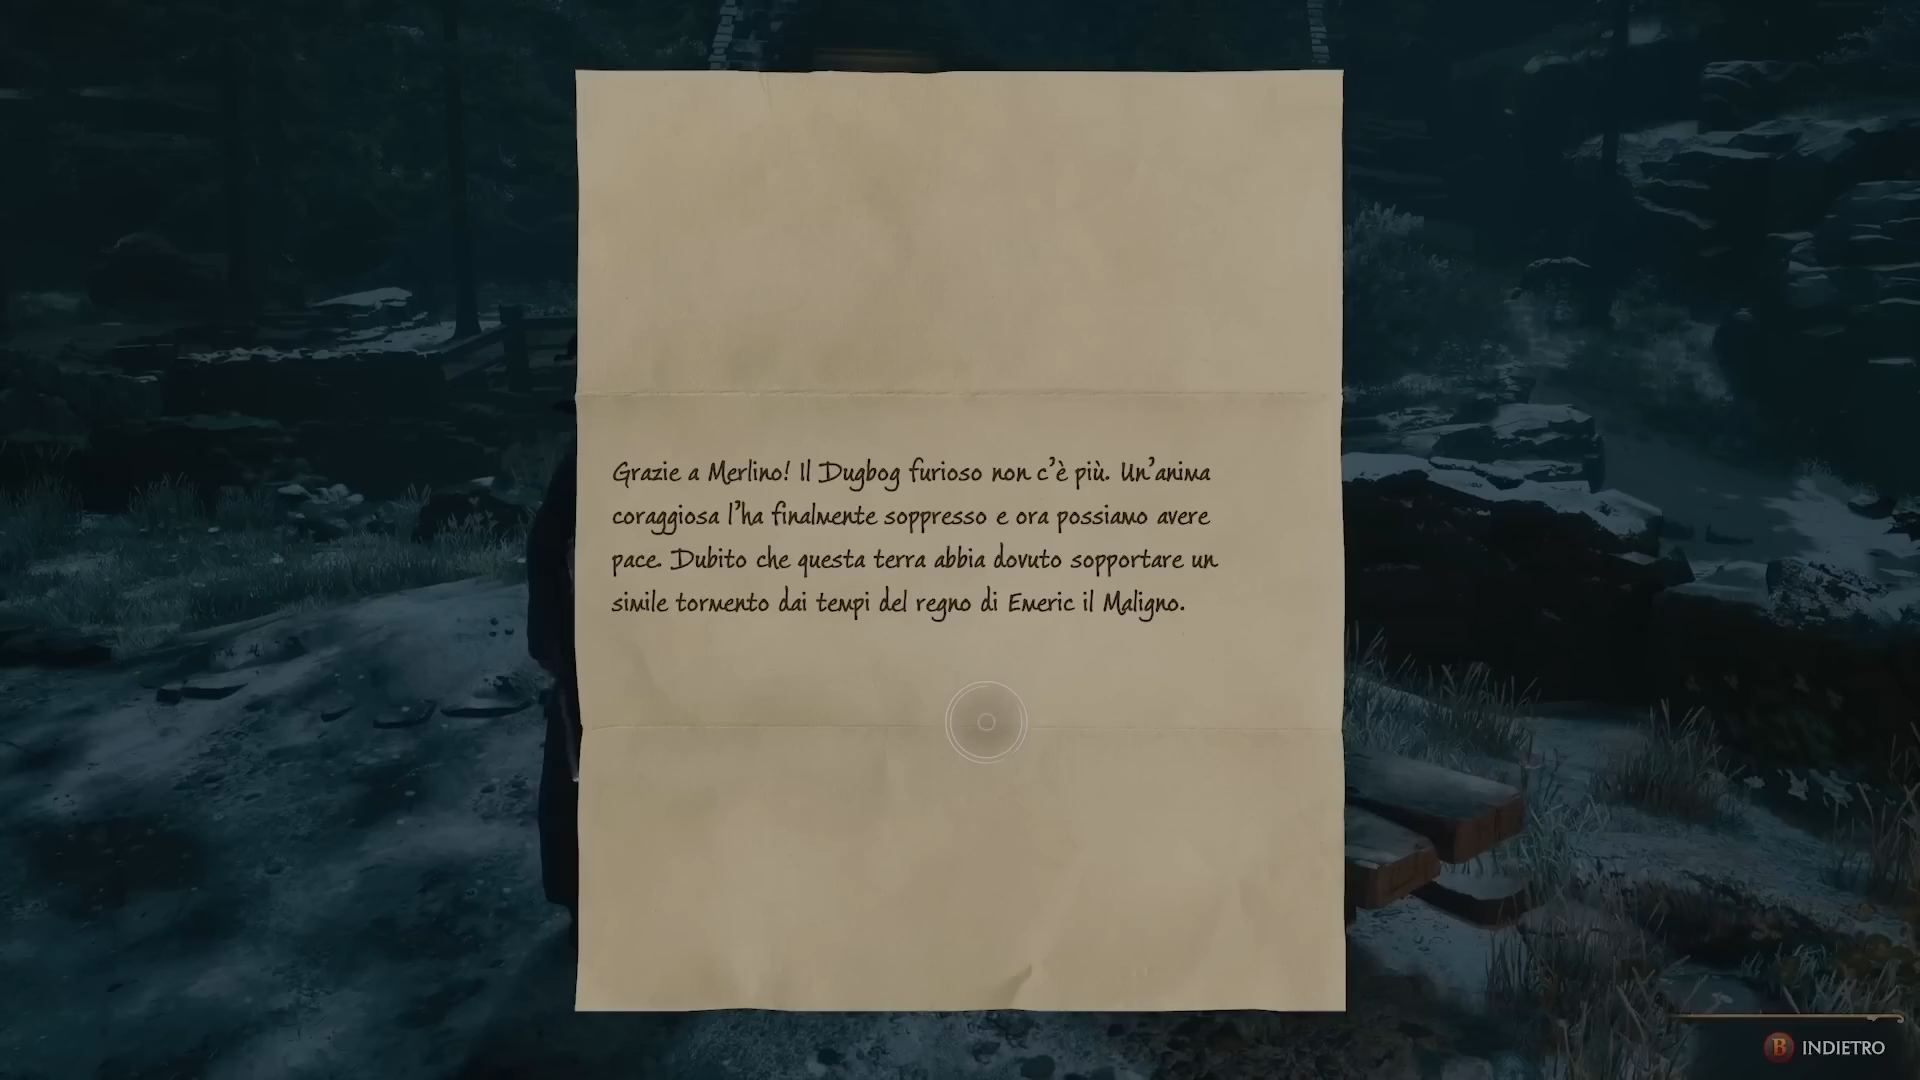 Grazie a Merlino! Il Dugbog furioso non c'è più. Un'anima
coraggiosa l'ha finalmente soppresso e ora possiamo avere
pace. Dubito che questa terra abbia dovuto sopportare un
simile tormento dai tempi del regno di Emeric il Maligno.
B INDIETRO